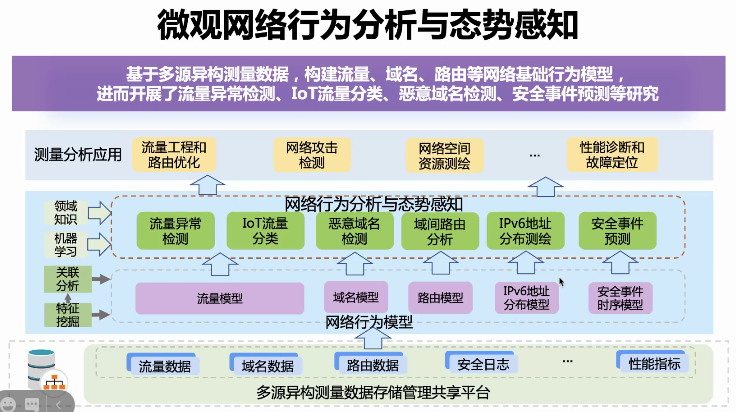 微观网络行为分析与态势感知
基于多源异构测量数据，构建流量、域名、路由等网络基础行为模型，
进而开展了流量异常检测、IoT流量分类、恶意域名检测、安全事件预测等研究
测量分析应用
流量工程和
路由优化
网络攻击
检测
网络空间
资源测绘
...
性能诊断和
故障定位
网络行为分析与态势感知
领域
知识
机器
学习
流量异常
检测
IoT流量
分类
恶意域名
检测
域间路由
分析
IPv6地址
分布测绘
安全事件
预测
关联
分析
特征
挖掘
流量模型
域名模型
路由模型
IPv6地址
分布模型
安全事件
时序模型
网络行为模型
流量数据
域名数据
路由数据
安全日志
...
性能指标
多源异构测量数据存储管理共享平台